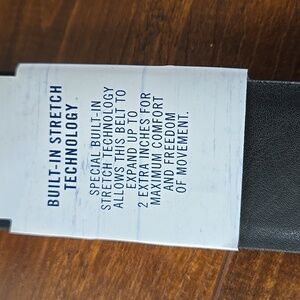 BUILT-IN STRETCH
TECHNOLOGY
SPECIAL BUILT-IN
STRETCH TECHNOLOGY
ALLOWS THIS BELT TO
EXPAND UP TO
2 EXTRA INCHES FOR
MAXIMUM COMFORT
AND FREEDOM
OF MOVEMENT.